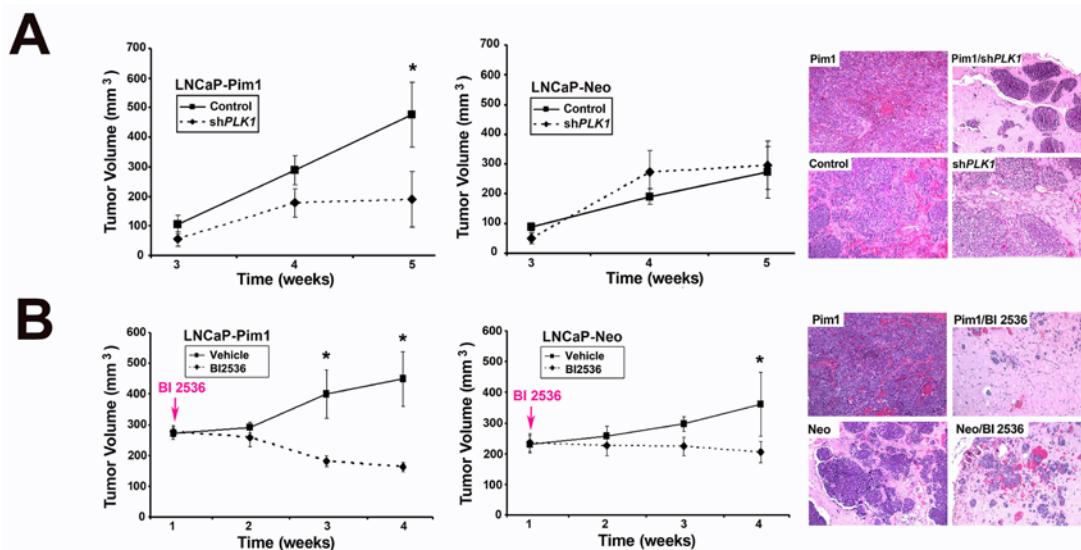 A
LNCaP-Pim1
Control
shPLK1
Tumor Volume (mm 3)
700
600
500
400
300
200
100
0
*
3
4
5
Time (weeks)
LNCaP-Neo
Control
shPLK1
Tumor Volume (mm 3)
700
600
500
400
300
200
100
0
3
4
5
Time (weeks)
Pim1
Pim1/shPLK1
Control
shPLK1
B
LNCaP-Pim1
Vehicle
BI2536
BI 2536
Tumor Volume (mm 3)
600
500
400
300
200
100
0
*
*
1
2
3
4
Time (weeks)
LNCaP-Neo
Vehicle
BI2536
BI 2536
Tumor Volume (mm 3)
600
500
400
300
200
100
0
*
1
2
3
4
Time (weeks)
Pim1
Pim1/BI 2536
Neo
Neo/BI 2536